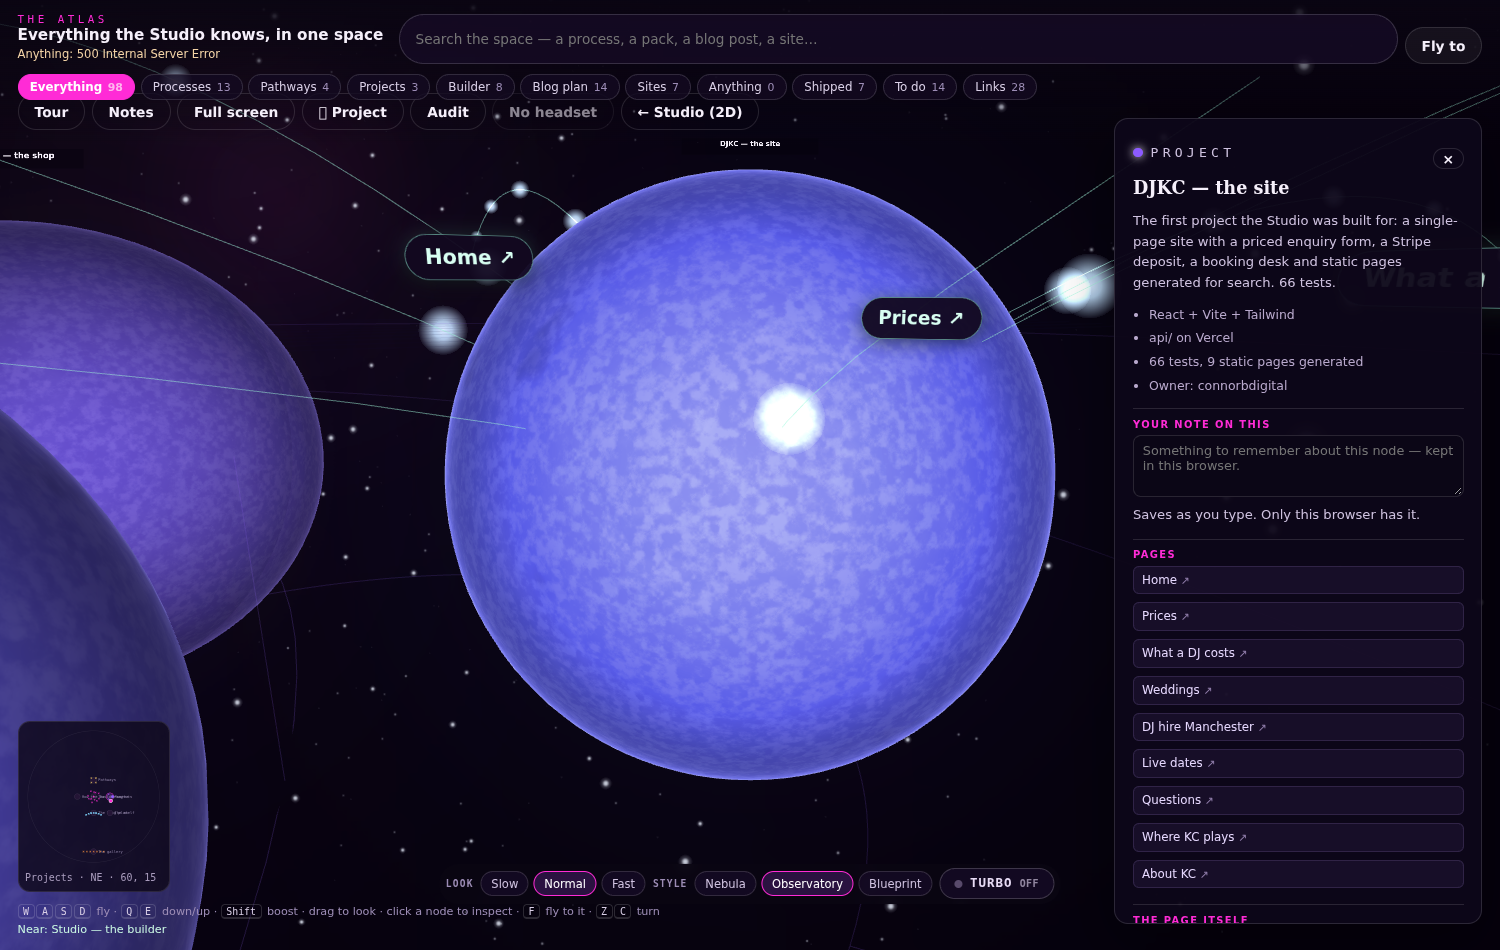 THE ATLAS
Everything the Studio knows, in one space
Anything: 500 Internal Server Error
Search the space — a process, a pack, a blog post, a site…
Fly to
Everything 98
Processes 13
Pathways 4
Projects 3
Builder 8
Blog plan 14
Sites 7
Anything 0
Shipped 7
To do 14
Links 28
Tour
Notes
Full screen
Project
Audit
No headset
← Studio (2D)
— the shop
DJKC — the site
Home ↗
Prices ↗
What a
PROJECT
×
DJKC — the site
The first project the Studio was built for: a single-
page site with a priced enquiry form, a Stripe
deposit, a booking desk and static pages
generated for search. 66 tests.
• React + Vite + Tailwind
• api/ on Vercel
• 66 tests, 9 static pages generated
• Owner: connorbdigital
YOUR NOTE ON THIS
Something to remember about this node — kept
in this browser.
Saves as you type. Only this browser has it.
PAGES
Home ↗
Prices ↗
What a DJ costs ↗
Weddings ↗
DJ hire Manchester ↗
Live dates ↗
Questions ↗
Where KC plays ↗
About KC ↗
THE PAGE ITSELF
Pathways
Projects · NE · 60, 15
LOOK Slow Normal Fast STYLE Nebula Observatory Blueprint TURBO OFF
W A S D fly · Q E down/up · Shift boost · drag to look · click a node to inspect · F fly to it · Z C turn
Near: Studio — the builder